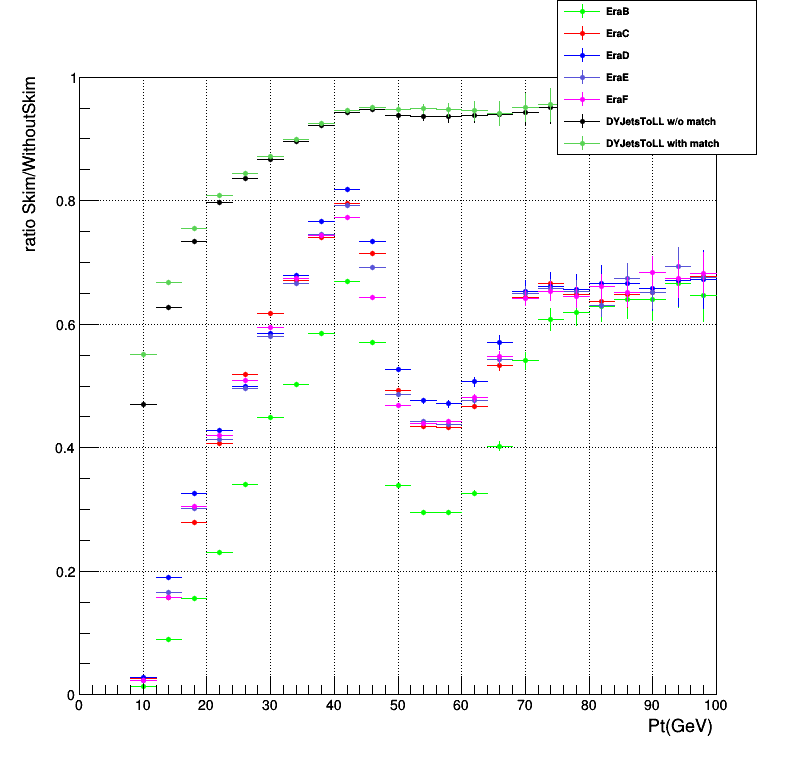 EraB
EraC
EraD
EraE
EraF
DYJetsToLL w/o match
DYJetsToLL with match
ratio Skim/WithoutSkim
1
0.8
0.6
0.4
0.2
0
0 10 20 30 40 50 60 70 80 90 100
Pt(GeV)